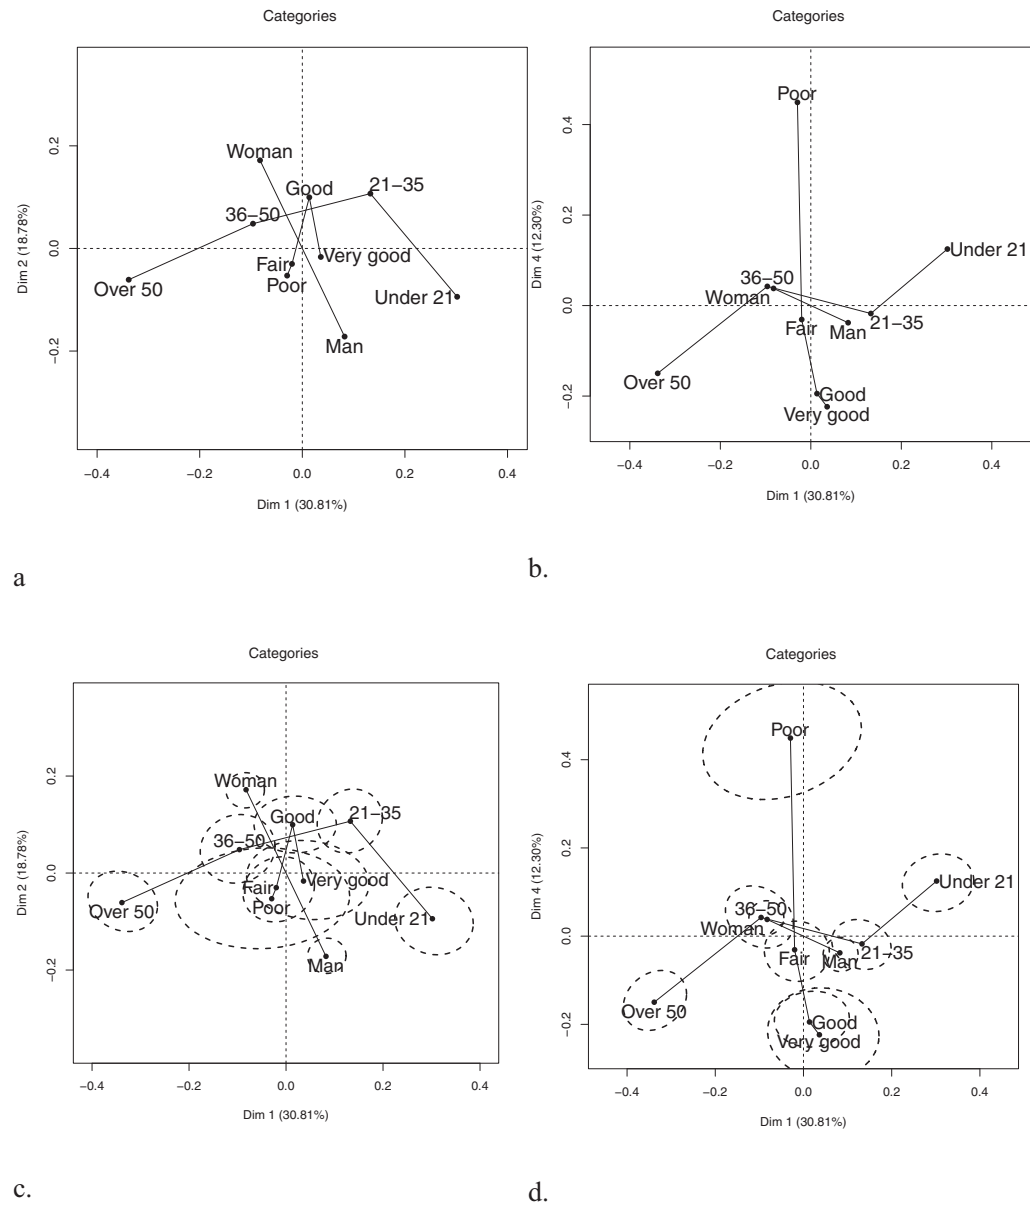 Categories
Dim 2 (18.78%)
0.2
0.0
−0.2
Woman
Good
21−35
36−50
Fair
Very good
Poor
Over 50
Under 21
Man
−0.4 −0.2 0.0 0.2 0.4
Dim 1 (30.81%)
a
Categories
Dim 4 (12.30%)
0.4
0.2
0.0
−0.2
Poor
Under 21
36−50
Woman
Fair
Man
21−35
Over 50
Good
Very good
−0.4 −0.2 0.0 0.2 0.4
Dim 1 (30.81%)
b.
Categories
Dim 2 (18.78%)
0.2
0.0
−0.2
Woman
Good
21−35
36−50
Fair
Very good
Poor
Over 50
Under 21
Man
−0.4 −0.2 0.0 0.2 0.4
Dim 1 (30.81%)
c.
Categories
Dim 4 (12.30%)
0.4
0.2
0.0
−0.2
Poor
Under 21
36−50
Woman
Fair
Man
21−35
Over 50
Good
Very good
−0.4 −0.2 0.0 0.2 0.4
Dim 1 (30.81%)
d.